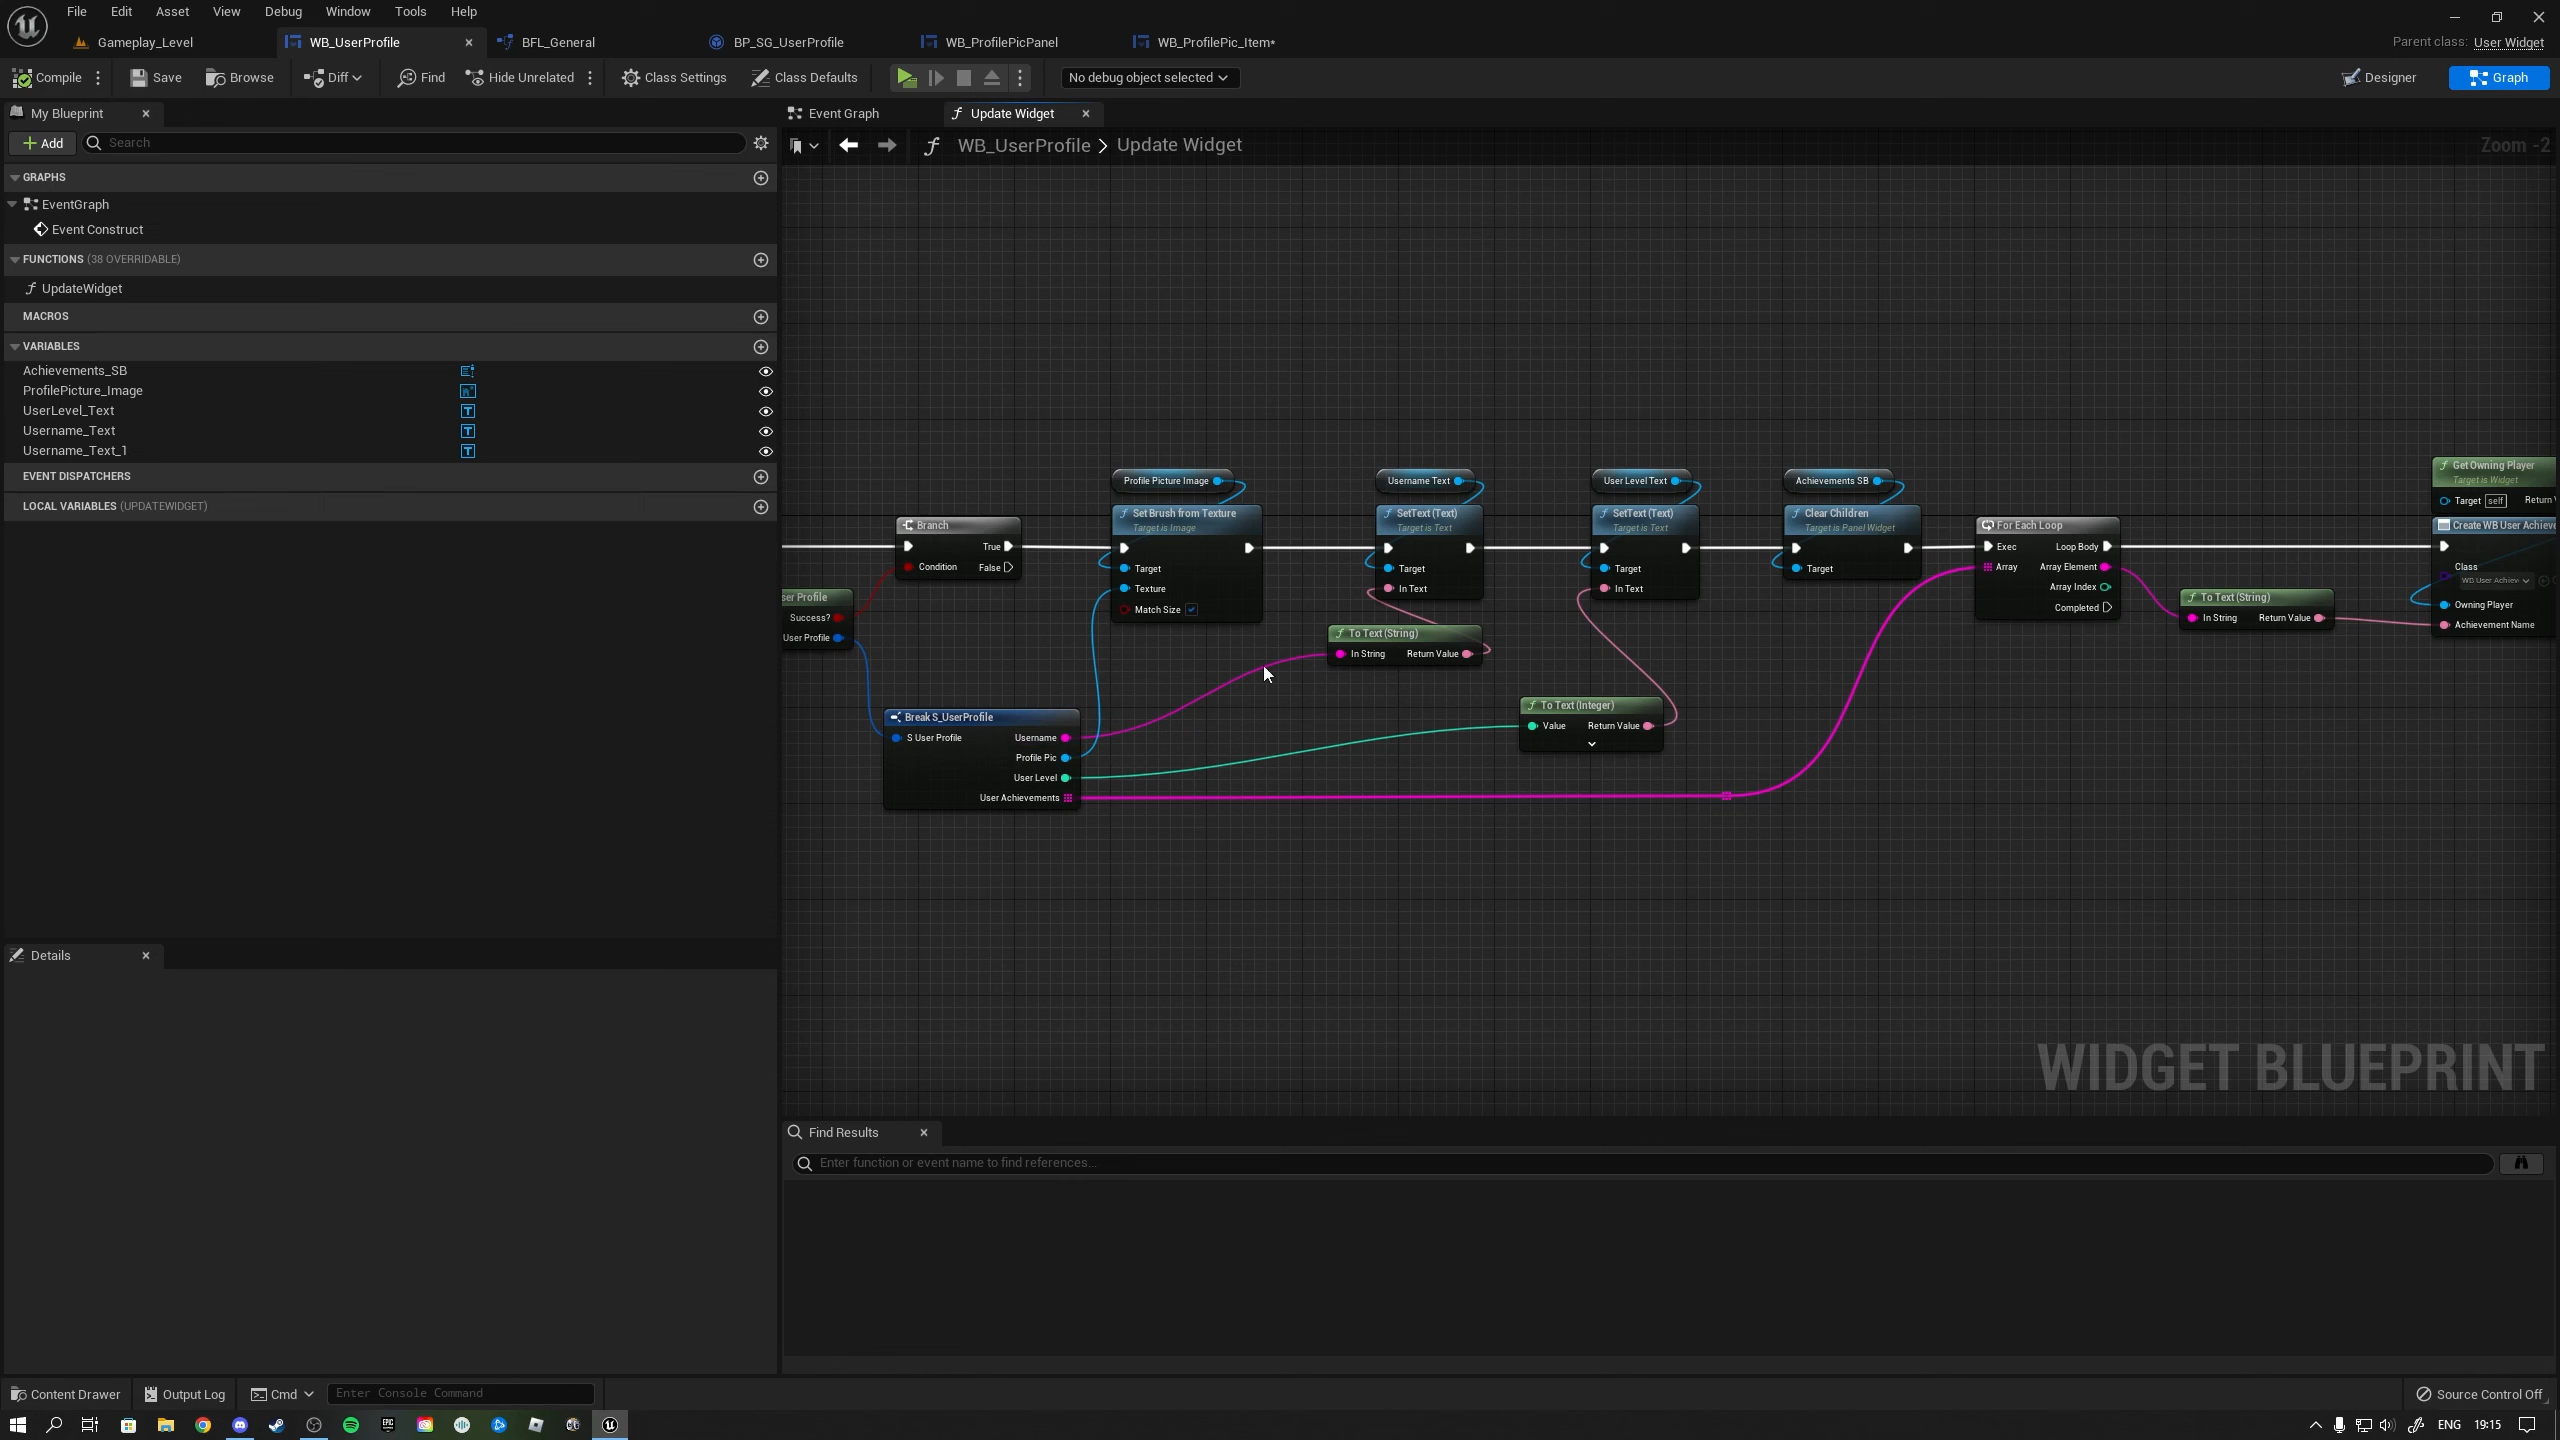 File Edit View Asset Debug Window Tools Help
Gameplay_Level WB_UserProfile BFL_General BP_SG_UserProfile WB_ProfilePicPanel WB_ProfilePic_Item*
Parent class: User Widget
Compile Save Browse Diff Find Hide Unrelated Class Settings Class Defaults No debug object selected Designer Graph
My Blueprint
Add Search
GRAPHS
EventGraph
Event Construct
FUNCTIONS (38 OVERRIDABLE)
UpdateWidget
MACROS
VARIABLES
Achievements_SB
ProfilePicture_Image
UserLevel_Text
Username_Text
Username_Text_1
EVENT DISPATCHERS
LOCAL VARIABLES (UPDATEWIDGET)
Details
Event Graph Update Widget
WB_UserProfile > Update Widget
Zoom -2
ser Profile
Success?
User Profile
Branch
True
Condition False
Break S_UserProfile
S User Profile Username
Profile Pic
User Level
User Achievements
Profile Picture Image
Set Brush from Texture
Target is Image
Target
Texture
Match Size
Username Text
SetText (Text)
Target is Text
Target
In Text
To Text (String)
In String Return Value
User Level Text
SetText (Text)
Target is Text
Target
In Text
To Text (Integer)
Value Return Value
Achievements SB
Clear Children
Target is Panel Widget
Target
For Each Loop
Exec Loop Body
Array Array Element
Array Index
Completed
To Text (String)
In String Return Value
Get Owning Player
Target is Widget
Target self Return V
Create WB User Achieve
Class
WB User Achiev
Owning Player
Achievement Name
WIDGET BLUEPRINT
Find Results
Enter function or event name to find references...
Content Drawer Output Log Cmd Enter Console Command Source Control Off
ENG 19:15